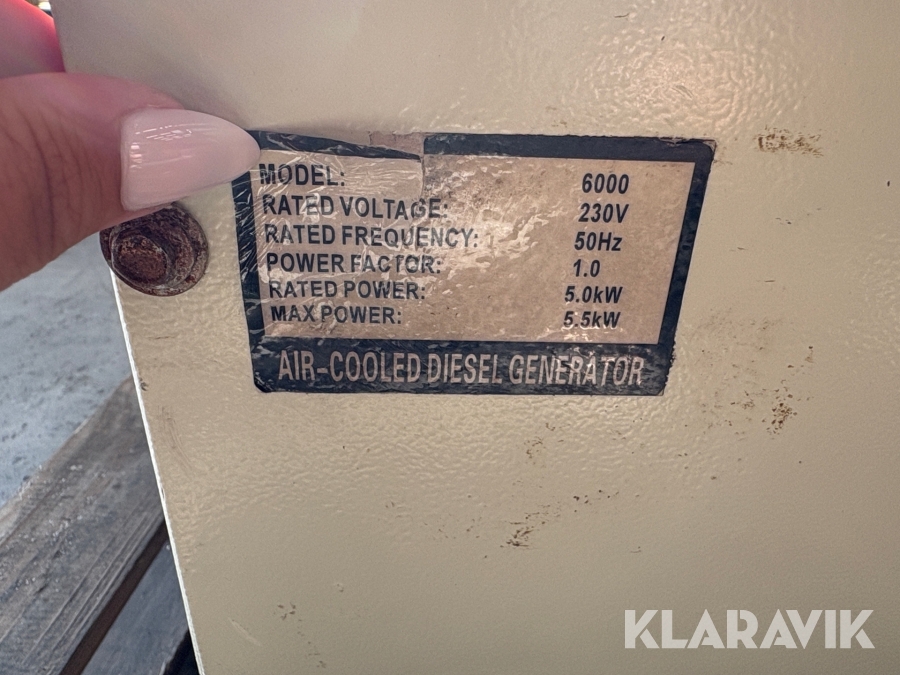 MODEL: 6000
RATED VOLTAGE: 230V
RATED FREQUENCY: 50Hz
POWER FACTOR: 1.0
RATED POWER: 5.0kW
MAX POWER: 5.5kW
AIR-COOLED DIESEL GENERATOR
KLARAVIK